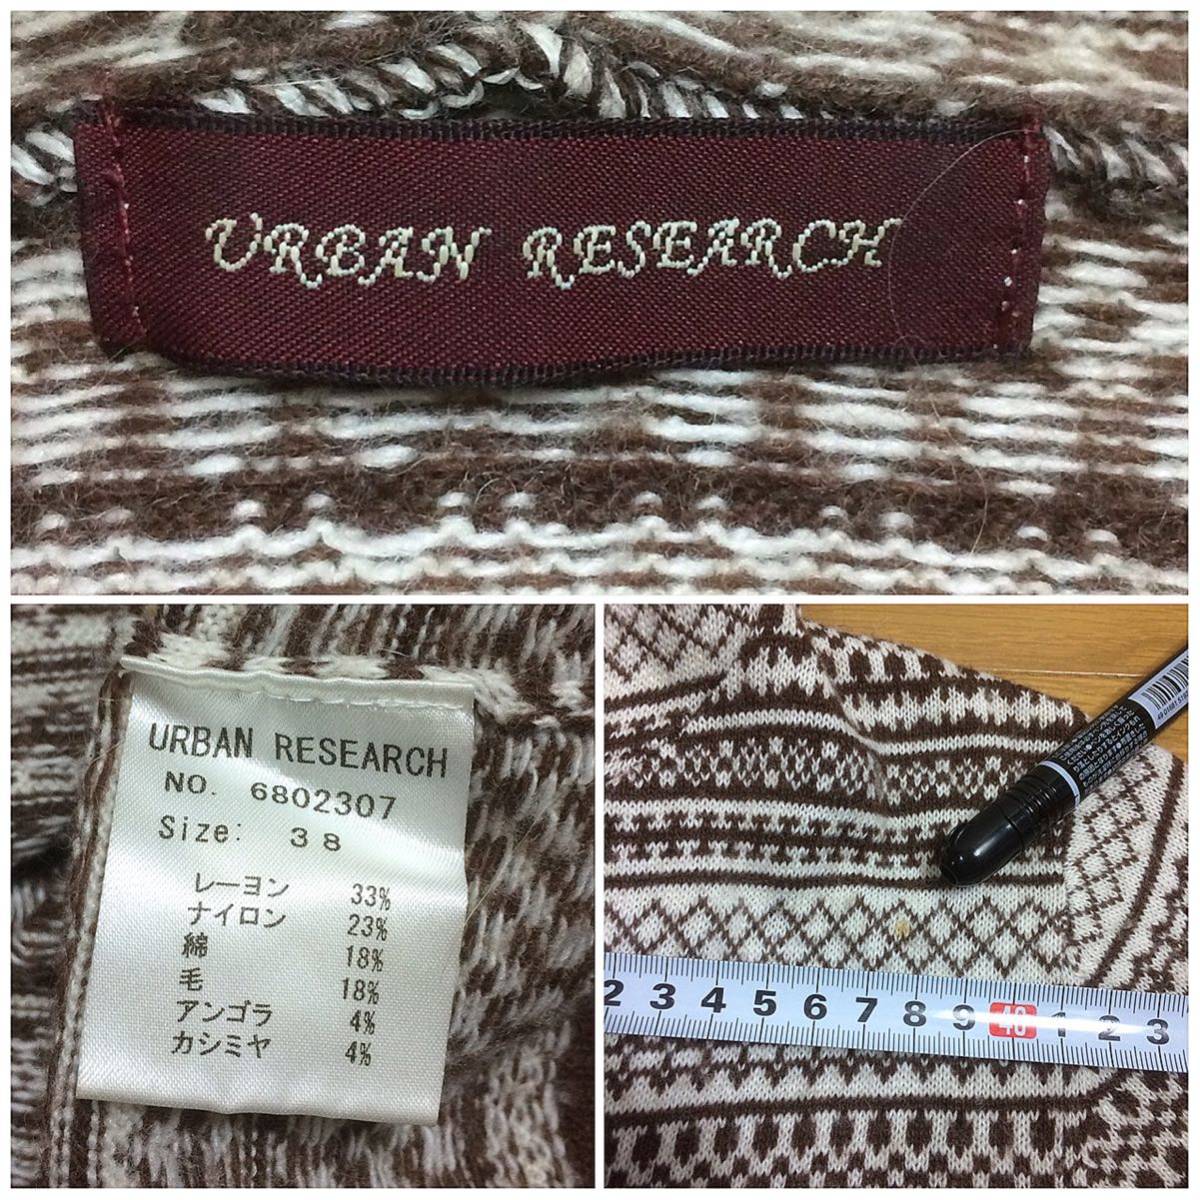 URBAN RESEARCH
URBAN RESEARCH
NO. 6802307
Size: 38
レーヨン 33%
ナイロン 23%
綿 18%
毛 18%
アンゴラ 4%
カシミヤ 4%
2 3 4 5 6 7 8 9 40 1 2 3